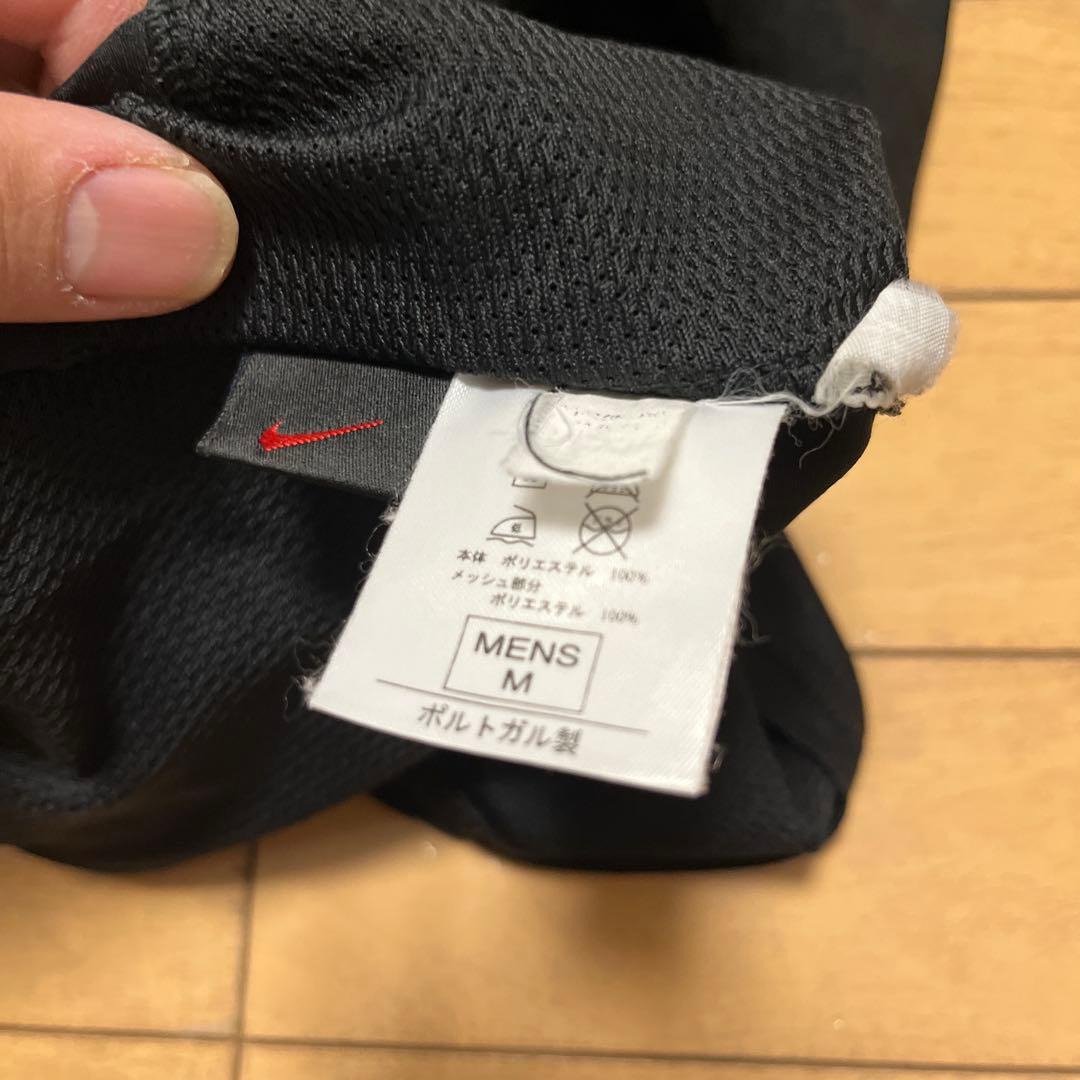 低
本体 ポリエステル 100%
メッシュ部分
ポリエステル 100%
MENS
M
ポルトガル製